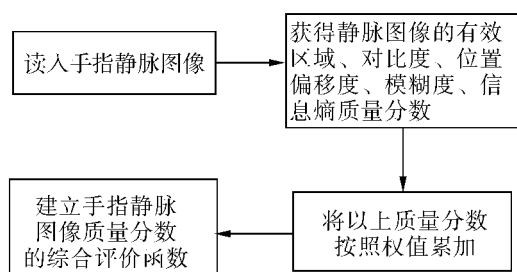 读入手指静脉图像
获得静脉图像的有效
区域、对比度、位置
偏移度、模糊度、信
息熵质量分数
将以上质量分数
按照权值累加
建立手指静脉
图像质量分数
的综合评价函数